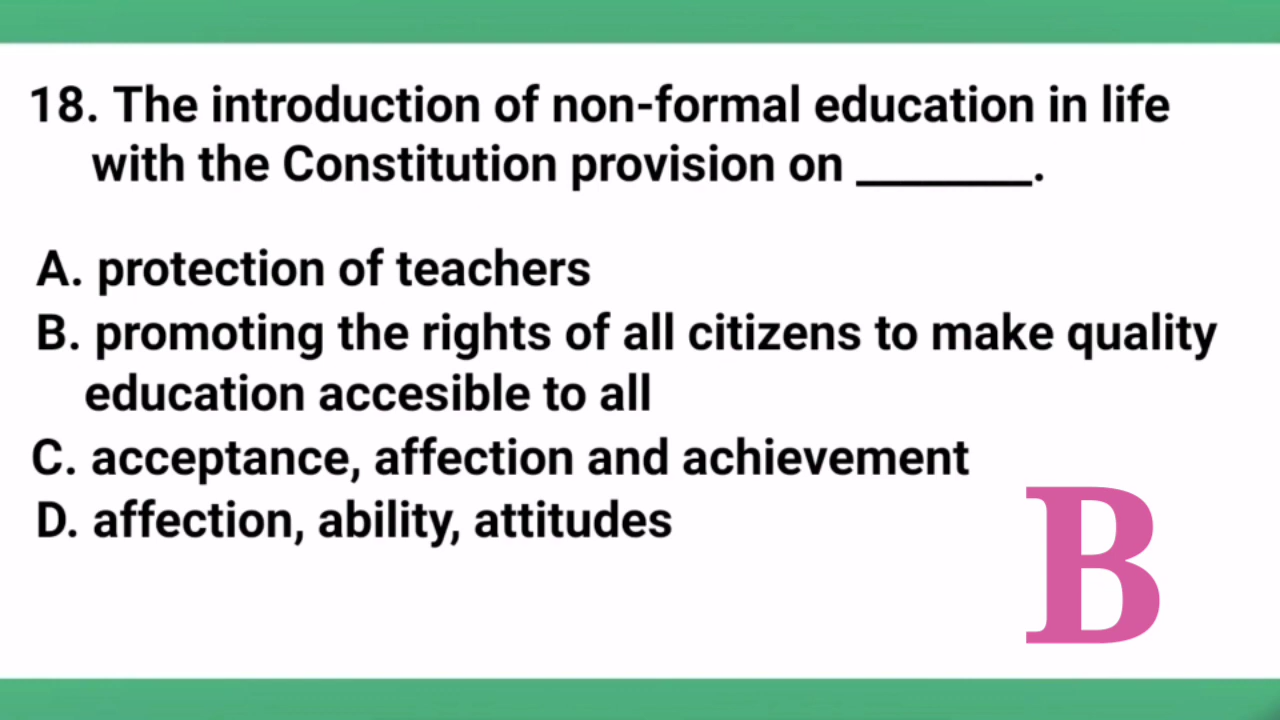 18. The introduction of non-formal education in life
with the Constitution provision on _______.
A. protection of teachers
B. promoting the rights of all citizens to make quality
education accesible to all
C. acceptance, affection and achievement
D. affection, ability, attitudes
B